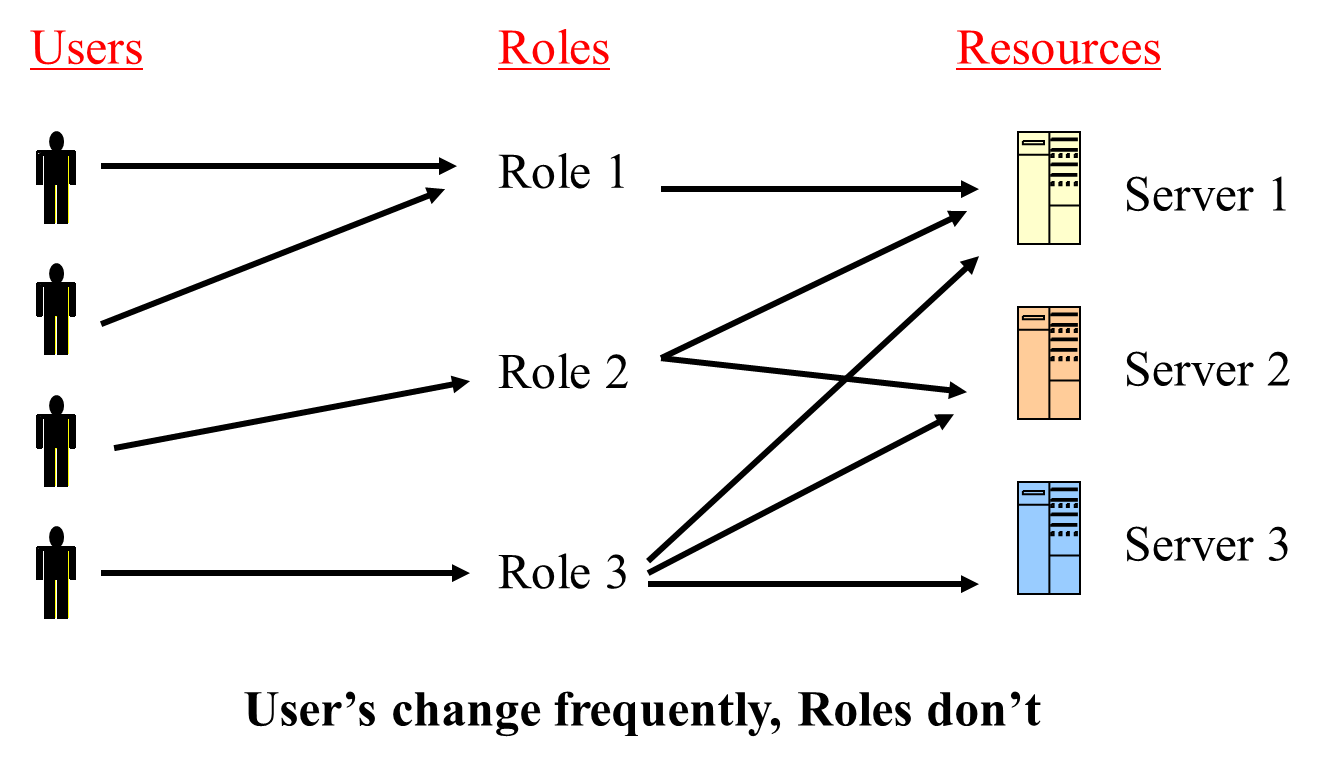 Users
Roles
Resources
Role 1
Server 1
Role 2
Server 2
Role 3
Server 3
User’s change frequently, Roles don’t